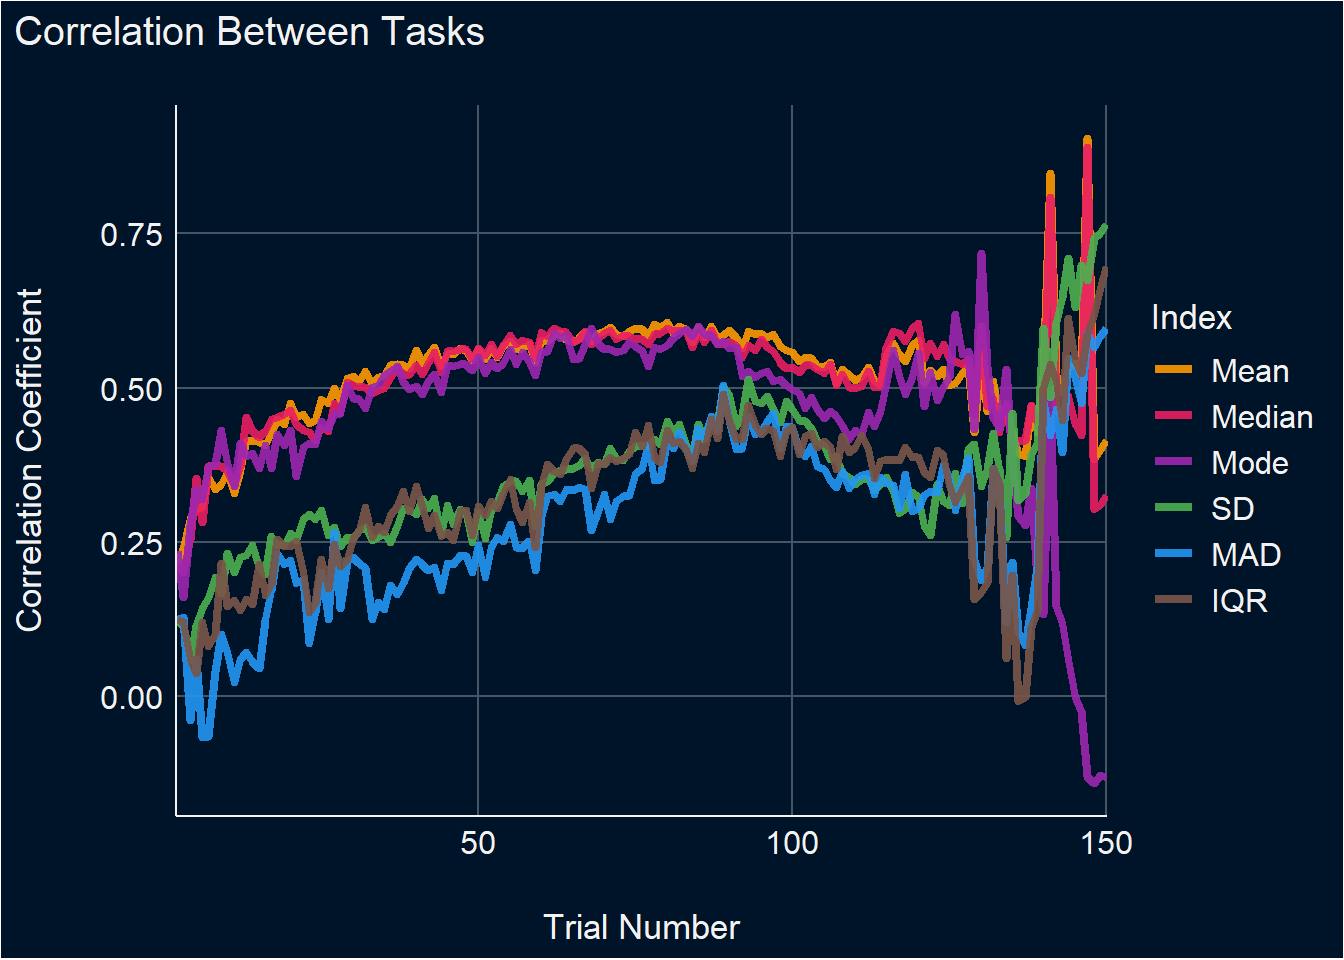 Correlation Between Tasks
Correlation Coefficient
0.75
0.50
0.25
0.00
50 100 150
Trial Number
Index
Mean
Median
Mode
SD
MAD
IQR